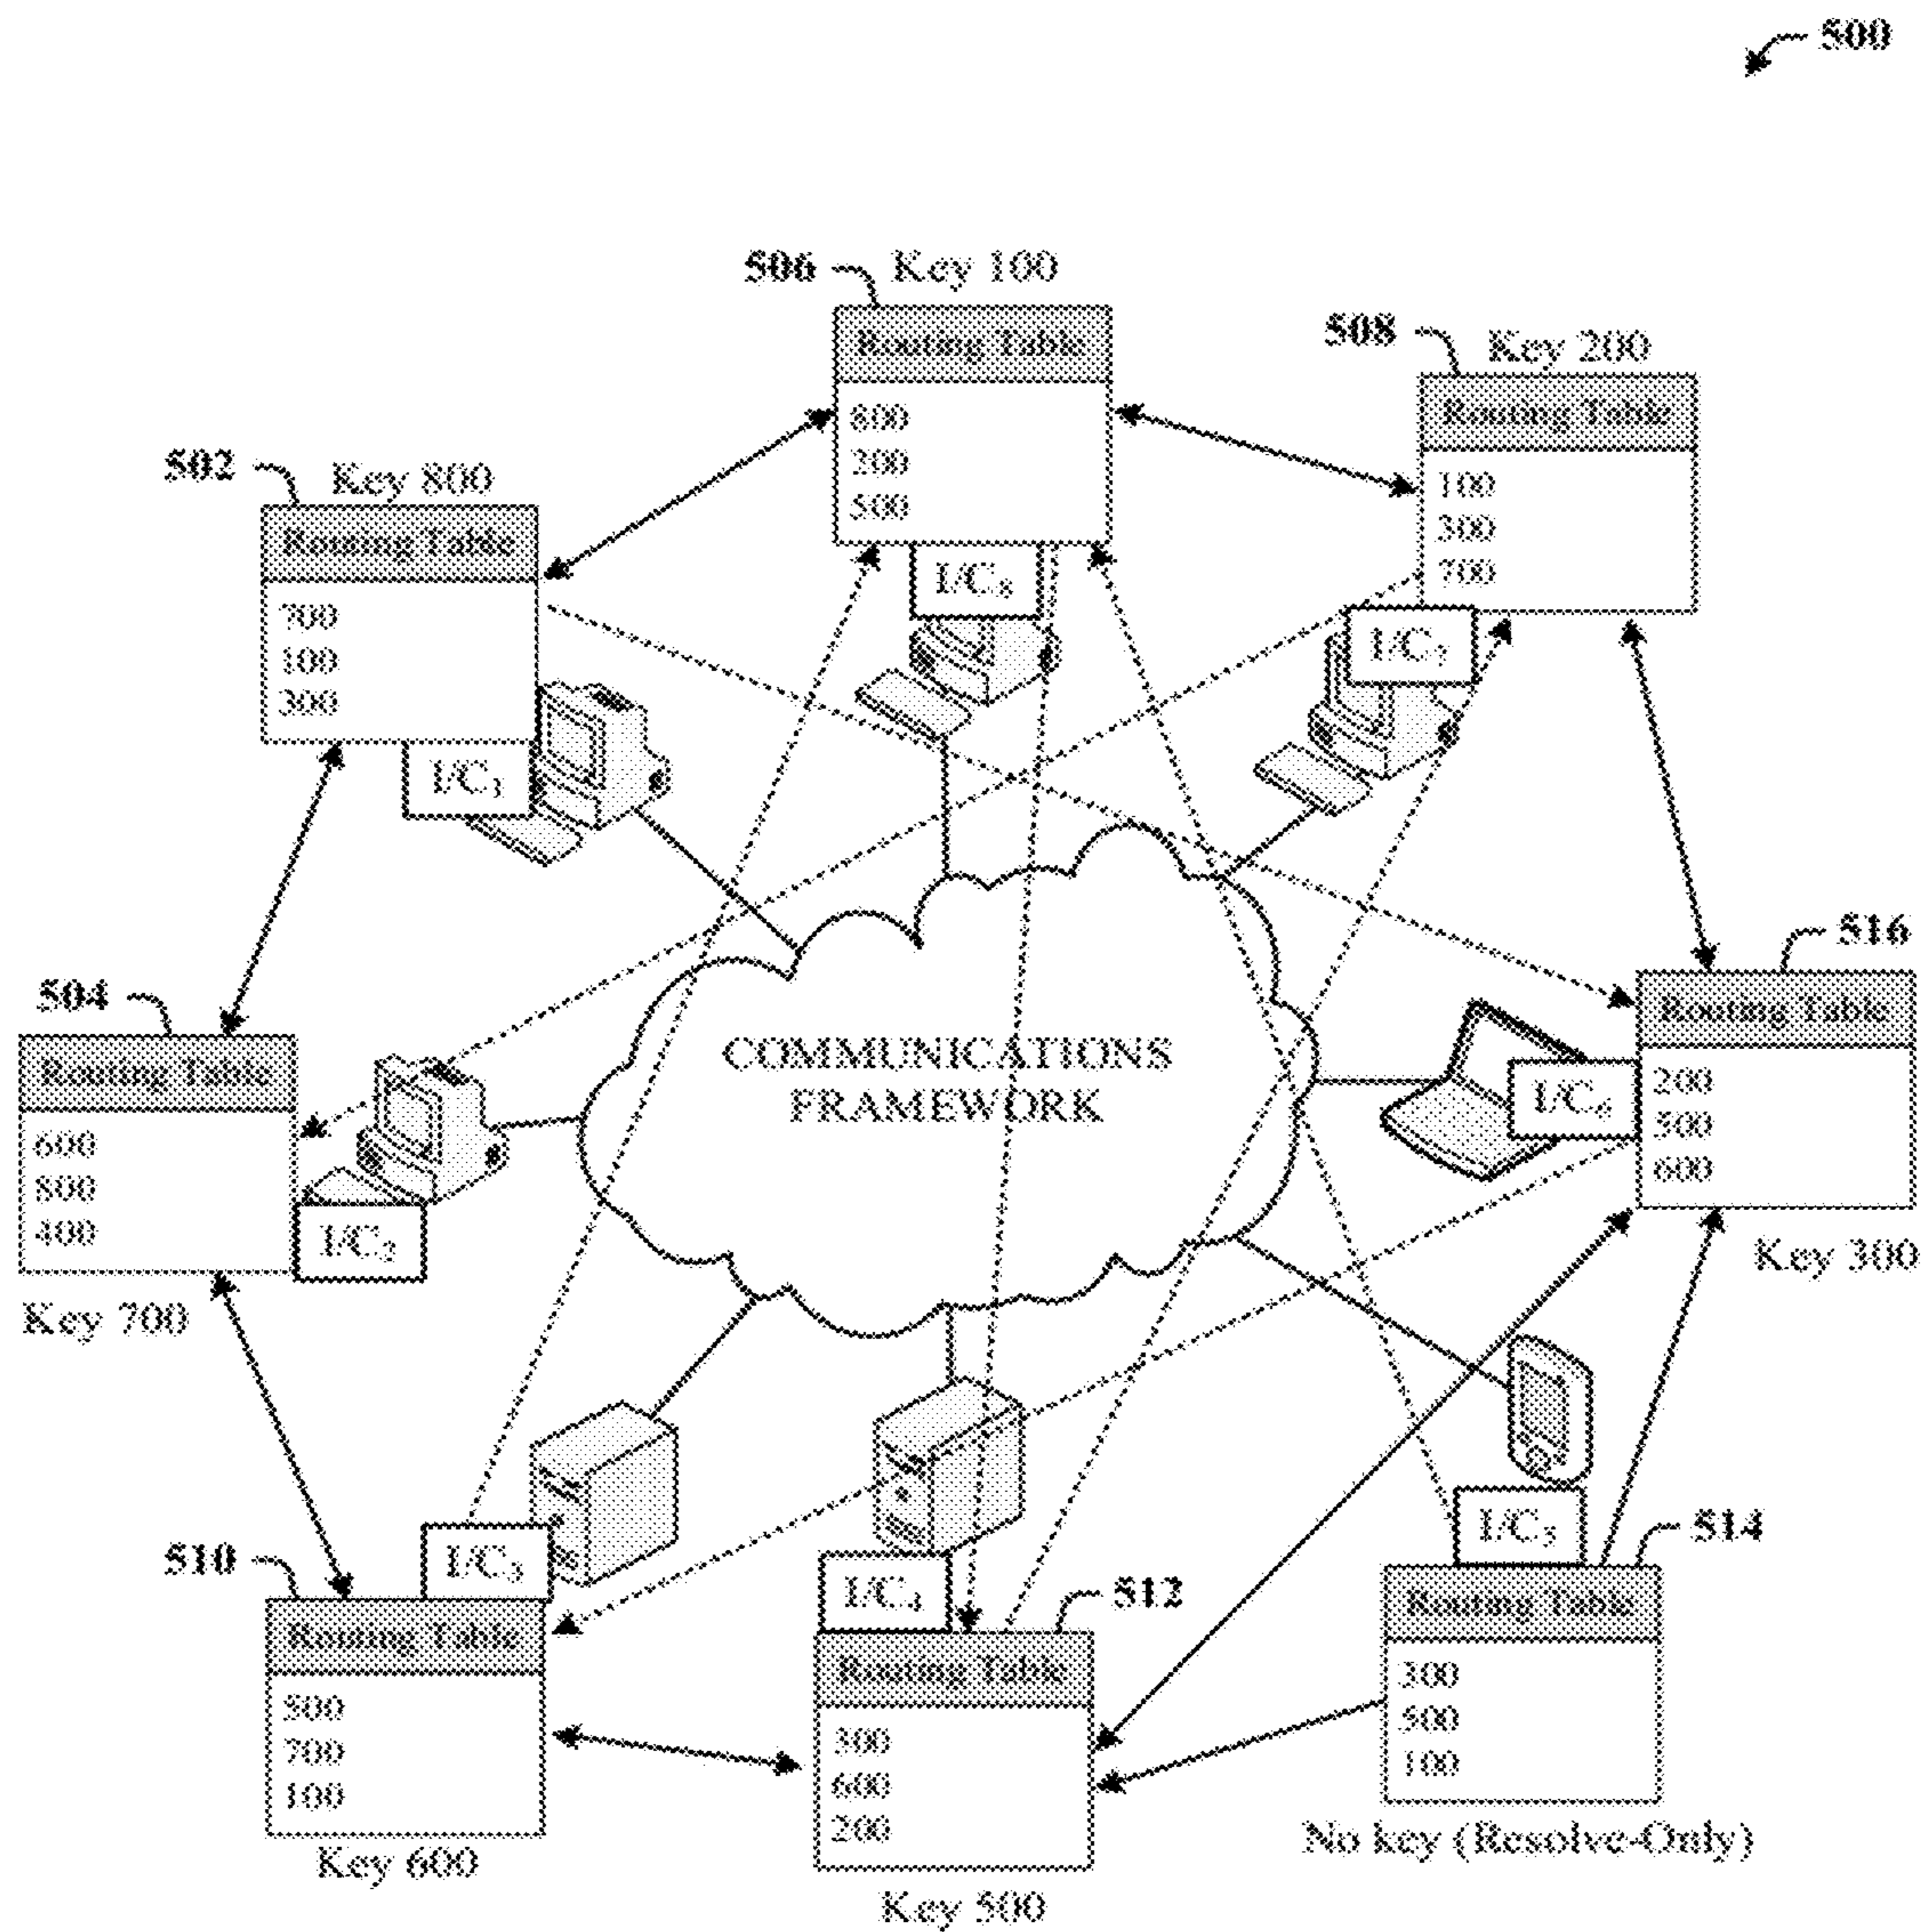 500
506
Key 100
Routing Table
800
200
500
508
Key 200
Routing Table
100
300
700
502
Key 800
Routing Table
700
100
300
I/C1
I/C8
I/C7
504
Routing Table
600
800
400
Key 700
I/C2
COMMUNICATIONS
FRAMEWORK
516
Routing Table
200
500
600
Key 300
I/C6
510
I/C3
Routing Table
500
700
100
Key 600
I/C4
512
Routing Table
300
600
200
Key 500
I/C5
514
Routing Table
300
500
100
No key (Resolve-Only)